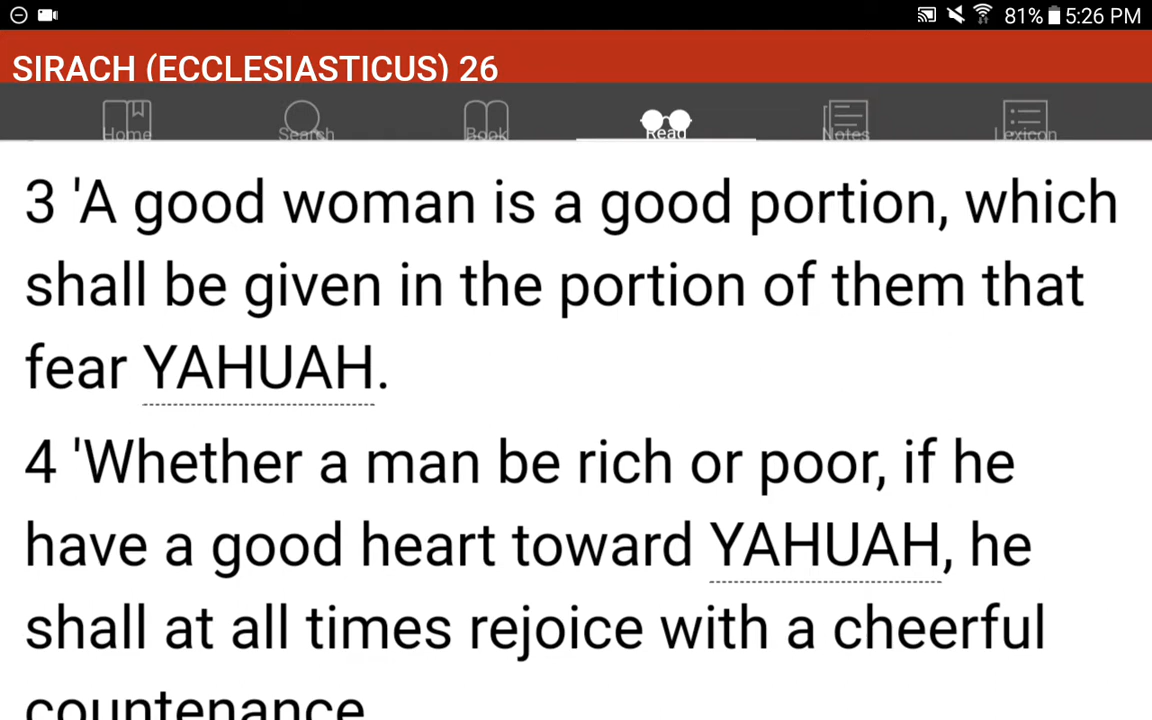 81% 5:26 PM
SIRACH (ECCLESIASTICUS) 26
Home Search Book Read Notes Lexicon
3 'A good woman is a good portion, which
shall be given in the portion of them that
fear YAHUAH.
4 'Whether a man be rich or poor, if he
have a good heart toward YAHUAH, he
shall at all times rejoice with a cheerful
countenance